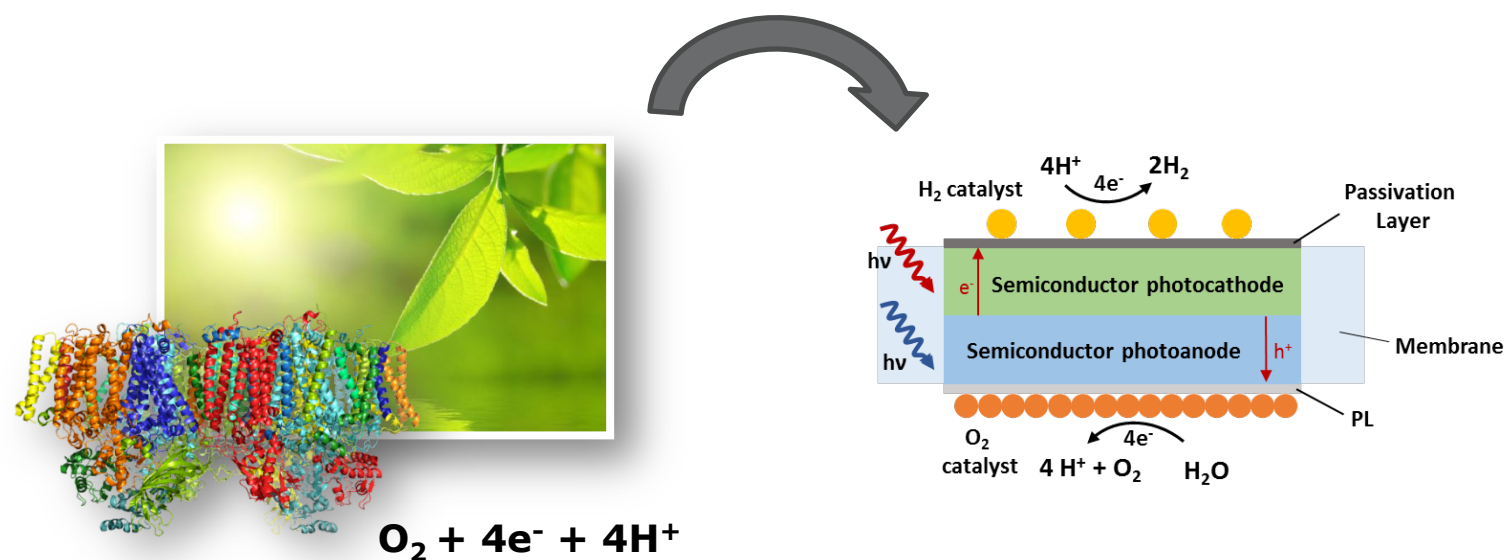 O₂ + 4e⁻ + 4H⁺
4H⁺
2H₂
4e⁻
H₂ catalyst
Passivation
Layer
hν
e⁻
Semiconductor photocathode
Semiconductor photoanode
h⁺
hν
Membrane
PL
O₂
catalyst
4e⁻
4 H⁺ + O₂
H₂O